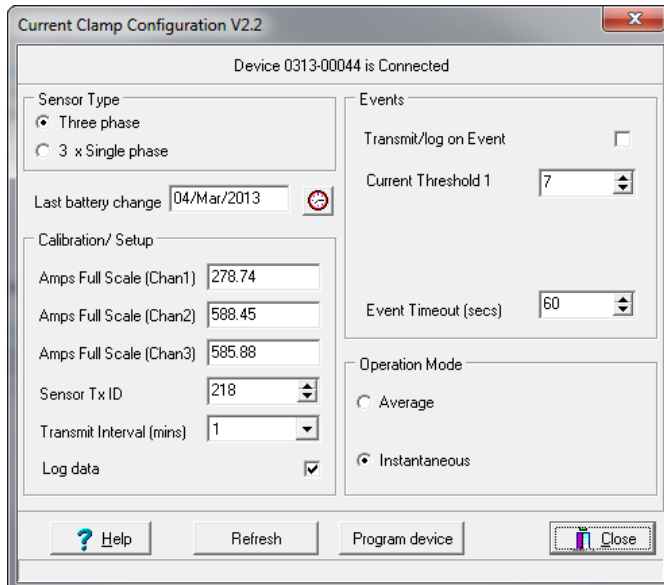 Current Clamp Configuration V2.2
Device 0313-00044 is Connected
Sensor Type
Three phase
3 x Single phase
Last battery change 04/Mar/2013
Calibration/ Setup
Amps Full Scale (Chan1) 278.74
Amps Full Scale (Chan2) 588.45
Amps Full Scale (Chan3) 585.88
Sensor Tx ID 218
Transmit Interval (mins) 1
Log data
Events
Transmit/log on Event
Current Threshold 1 7
Event Timeout (secs) 60
Operation Mode
Average
Instantaneous
Help Refresh Program device Close